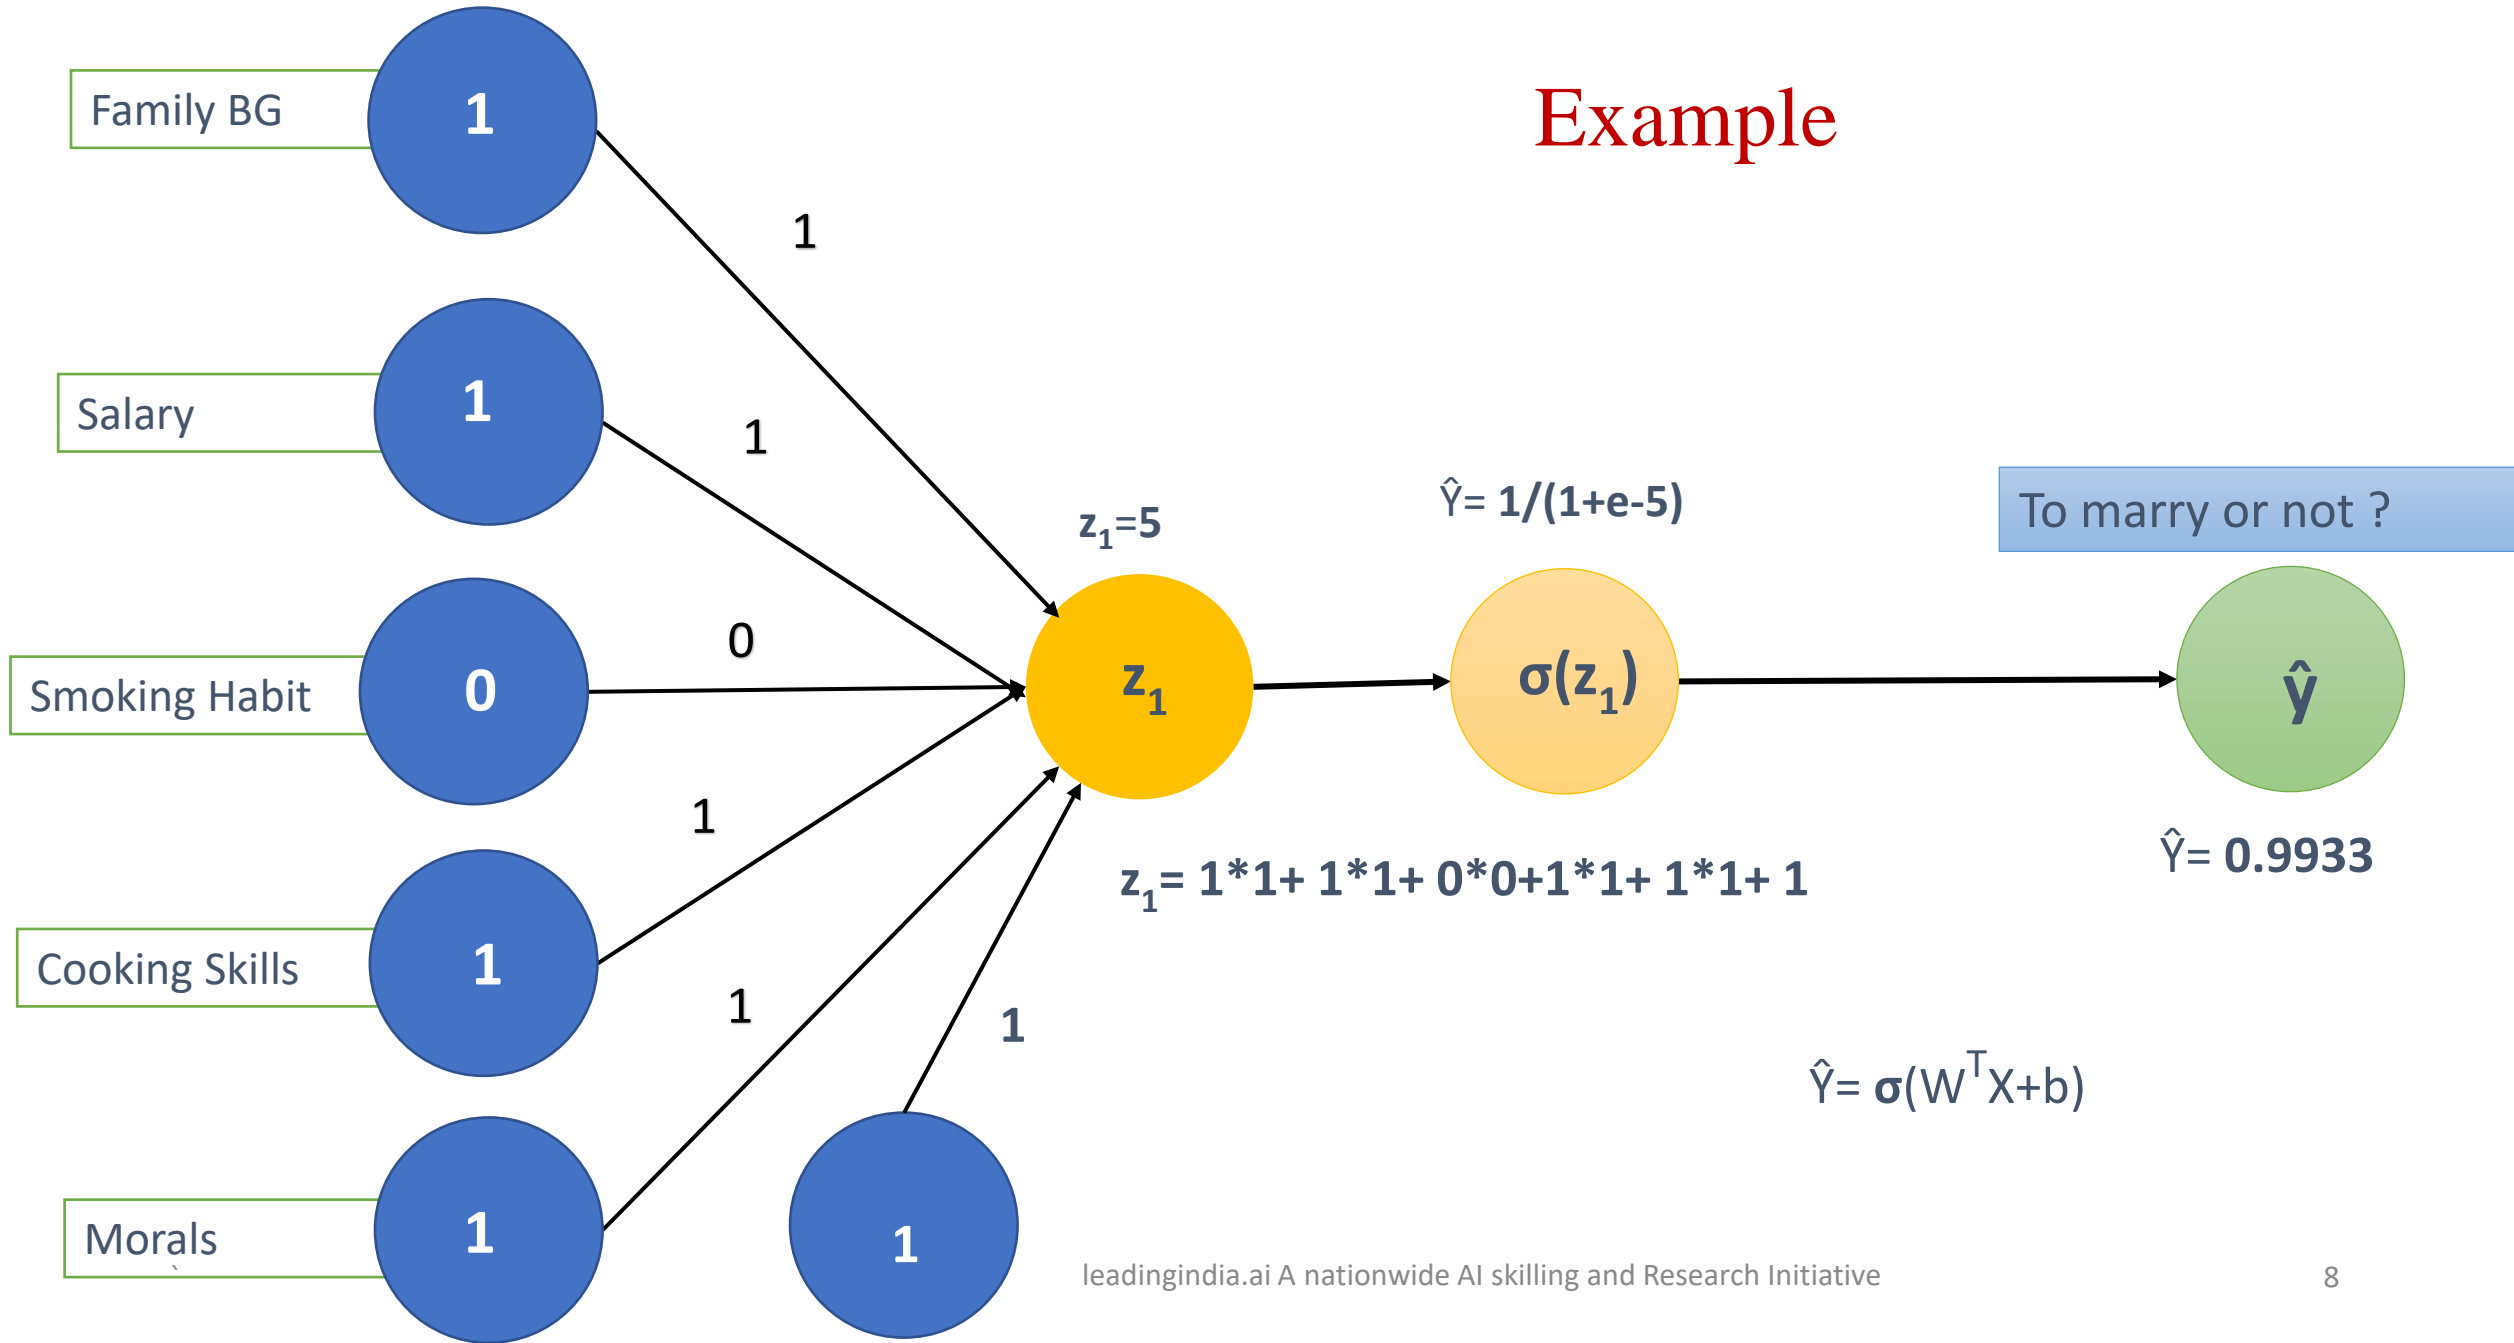 Example
Family BG
1
1
Salary
1
1
Ŷ= 1/(1+e-5)
To marry or not ?
z₁=5
0
Smoking Habit
0
z₁
σ(z₁)
ŷ
1
z₁= 1*1+ 1*1+ 0*0+1*1+ 1*1+ 1
Ŷ= 0.9933
Cooking Skills
1
1
1
Ŷ= σ(WᵀX+b)
Morals
`
1
1
leadingindia.ai A nationwide AI skilling and Research Initiative
8